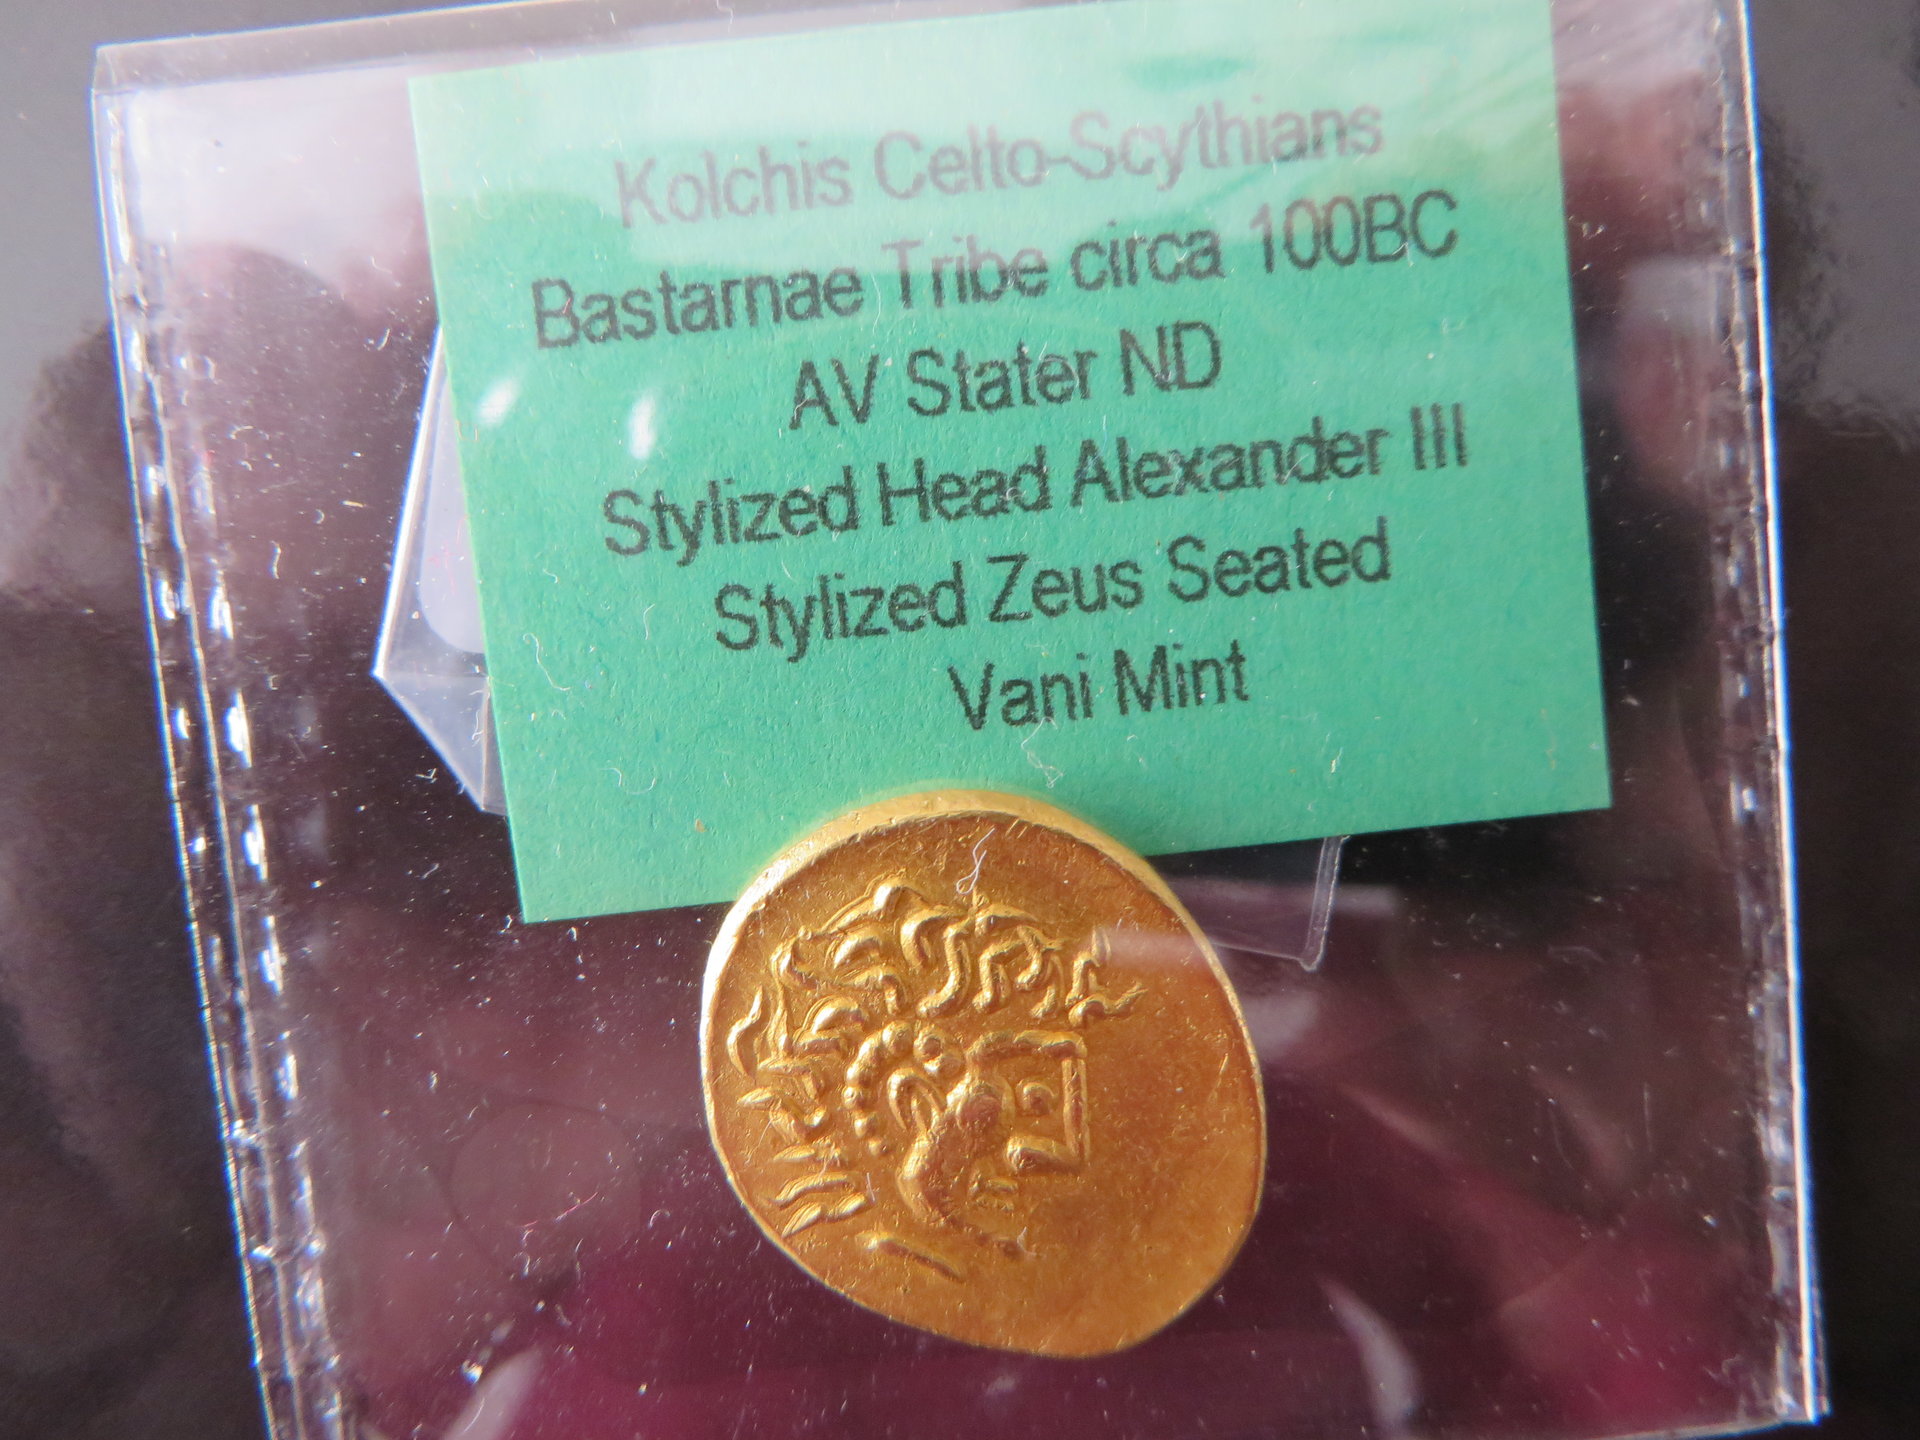 Kolchis Celto-Scythians
Bastarnae Tribe circa 100BC
AV Stater ND
Stylized Head Alexander III
Stylized Zeus Seated
Vani Mint